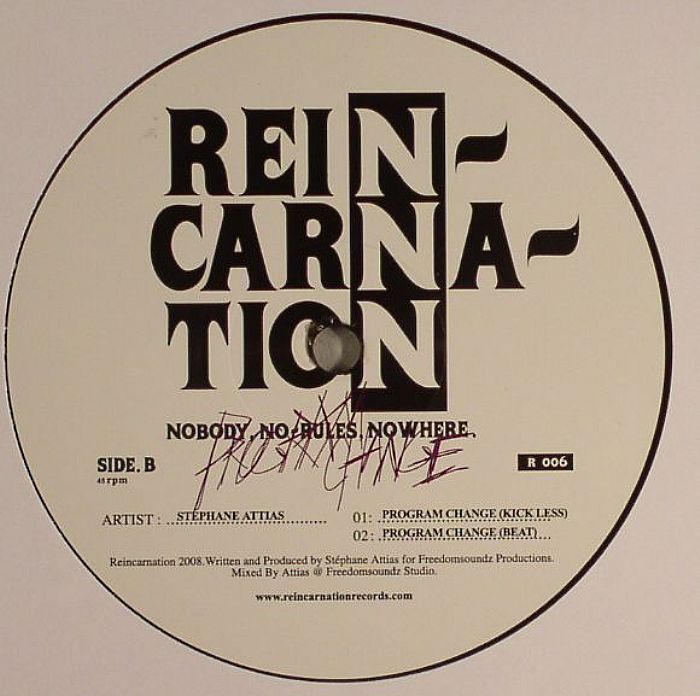 REIN-
CARNA-
TION
NOBODY, NO-RULES, NOWHERE.
PROGRAM CHANGE
SIDE. B
45 rpm
R 006
ARTIST : STÉPHANE ATTIAS
01: PROGRAM CHANGE (KICK LESS)
02: PROGRAM CHANGE (BEAT)
Reincarnation 2008. Written and Produced by Stéphane Attias for Freedomsoundz Productions.
Mixed By Attias @ Freedomsoundz Studio.
www.reincarnationrecords.com